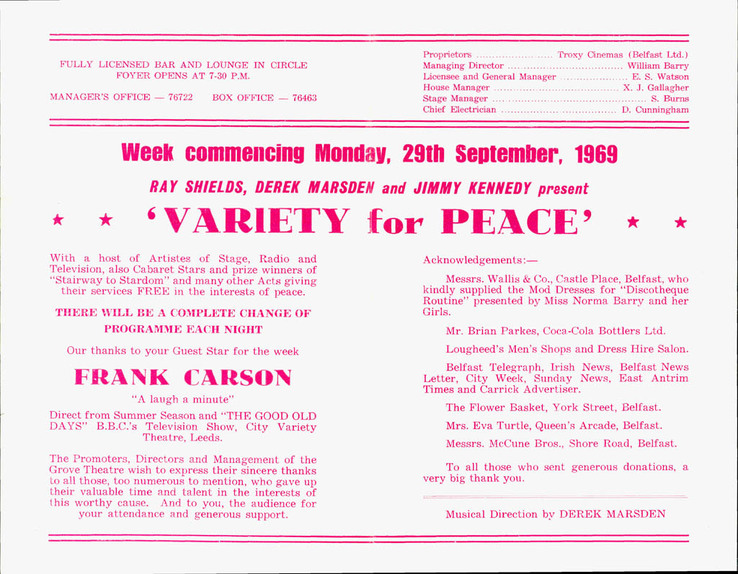 FULLY LICENSED BAR AND LOUNGE IN CIRCLE
FOYER OPENS AT 7-30 P.M.
MANAGER'S OFFICE — 76722 BOX OFFICE — 76463
Proprietors ........................ Troxy Cinemas (Belfast Ltd.)
Managing Director .................................... William Barry
Licensee and General Manager ..................... E. S. Watson
House Manager ....................................... X. J. Gallagher
Stage Manager ................................................. S. Burns
Chief Electrician .................................... D. Cunningham
Week commencing Monday, 29th September, 1969
RAY SHIELDS, DEREK MARSDEN and JIMMY KENNEDY present
★ ★ 'VARIETY for PEACE' ★ ★
With a host of Artistes of Stage, Radio and
Television, also Cabaret Stars and prize winners of
"Stairway to Stardom" and many other Acts giving
their services FREE in the interests of peace.
THERE WILL BE A COMPLETE CHANGE OF
PROGRAMME EACH NIGHT
Our thanks to your Guest Star for the week
FRANK CARSON
"A laugh a minute"
Direct from Summer Season and "THE GOOD OLD
DAYS" B.B.C.'s Television Show, City Variety
Theatre, Leeds.
The Promoters, Directors and Management of the
Grove Theatre wish to express their sincere thanks
to all those, too numerous to mention, who gave up
their valuable time and talent in the interests of
this worthy cause. And to you, the audience for
your attendance and generous support.
Acknowledgements:—
Messrs. Wallis & Co., Castle Place, Belfast, who
kindly supplied the Mod Dresses for "Discotheque
Routine" presented by Miss Norma Barry and her
Girls.
Mr. Brian Parkes, Coca-Cola Bottlers Ltd.
Lougheed's Men's Shops and Dress Hire Salon.
Belfast Telegraph, Irish News, Belfast News
Letter, City Week, Sunday News, East Antrim
Times and Carrick Advertiser.
The Flower Basket, York Street, Belfast.
Mrs. Eva Turtle, Queen's Arcade, Belfast.
Messrs. McCune Bros., Shore Road, Belfast.
To all those who sent generous donations, a
very big thank you.
Musical Direction by DEREK MARSDEN